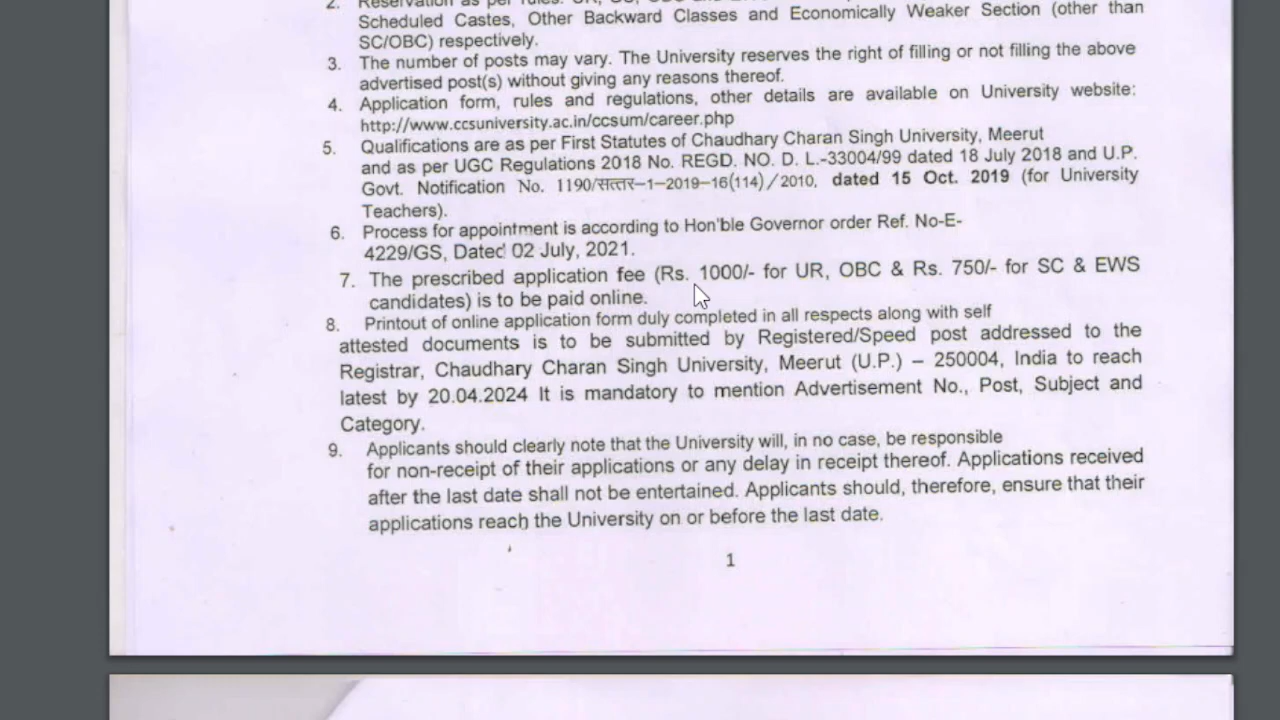 2. Reservation as per rules.
Scheduled Castes, Other Backward Classes and Economically Weaker Section (other than
SC/OBC) respectively.
3. The number of posts may vary. The University reserves the right of filling or not filling the above
advertised post(s) without giving any reasons thereof.
4. Application form, rules and regulations, other details are available on University website:
http://www.ccsuniversity.ac.in/ccsum/career.php
5. Qualifications are as per First Statutes of Chaudhary Charan Singh University, Meerut
and as per UGC Regulations 2018 No. REGD. NO. D. L.-33004/99 dated 18 July 2018 and U.P.
Govt. Notification No. 1190/सत्तर–1–2019–16(114)/2010, dated 15 Oct. 2019 (for University
Teachers).
6. Process for appointment is according to Hon'ble Governor order Ref. No-E-
4229/GS, Dated 02 July, 2021.
7. The prescribed application fee (Rs. 1000/- for UR, OBC & Rs. 750/- for SC & EWS
candidates) is to be paid online.
8. Printout of online application form duly completed in all respects along with self
attested documents is to be submitted by Registered/Speed post addressed to the
Registrar, Chaudhary Charan Singh University, Meerut (U.P.) – 250004, India to reach
latest by 20.04.2024 It is mandatory to mention Advertisement No., Post, Subject and
Category.
9. Applicants should clearly note that the University will, in no case, be responsible
for non-receipt of their applications or any delay in receipt thereof. Applications received
after the last date shall not be entertained. Applicants should, therefore, ensure that their
applications reach the University on or before the last date.
1